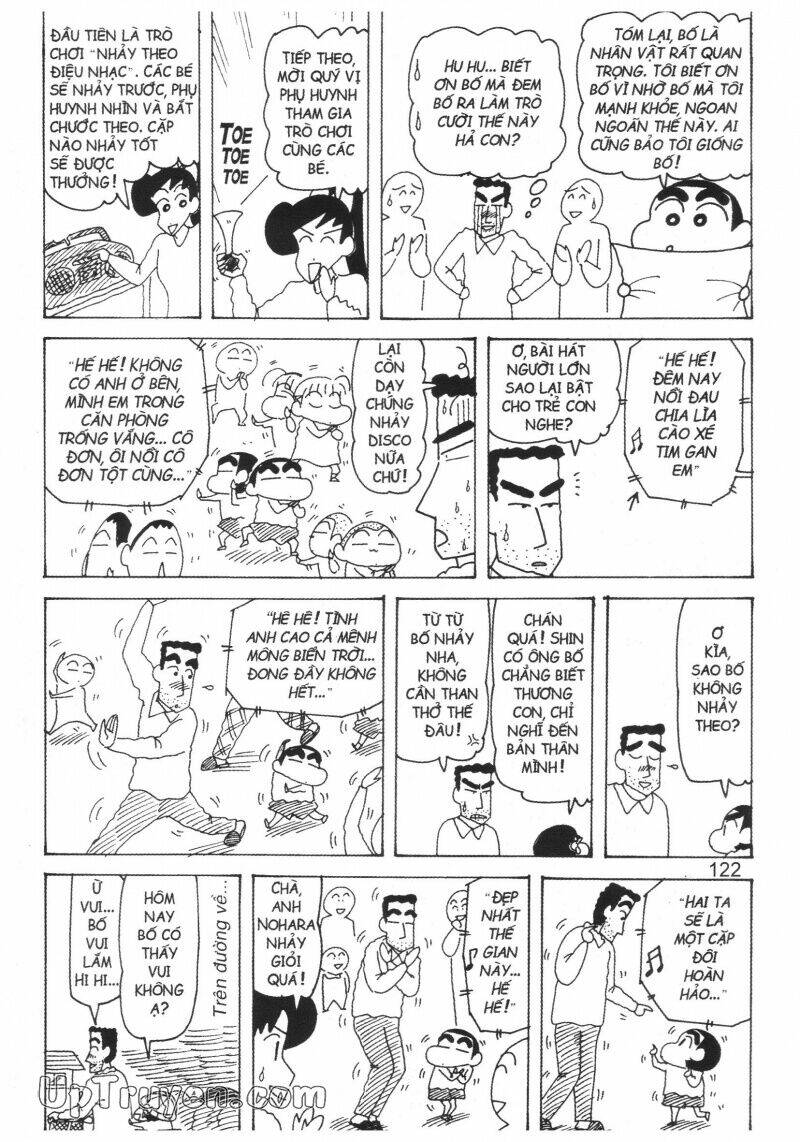 TÓM LẠI, BỐ LÀ
NHÂN VẬT RẤT QUAN
TRỌNG. TÔI BIẾT ƠN
BỐ VÌ NHỜ BỐ MÀ TÔI
MẠNH KHỎE, NGOAN
NGOÃN THẾ NÀY. AI
CŨNG BẢO TÔI GIỐNG
BỐ!
HU HU... BIẾT
ƠN BỐ MÀ ĐEM
BỐ RA LÀM TRÒ
CƯỜI THẾ NÀY
HẢ CON?
TIẾP THEO,
MỜI QUÝ VỊ
PHỤ HUYNH
THAM GIA
TRÒ CHƠI
CÙNG CÁC
BÉ.
TOE
TOE
TOE
ĐẦU TIÊN LÀ TRÒ
CHƠI "NHẢY THEO
ĐIỆU NHẠC". CÁC BÉ
SẼ NHẢY TRƯỚC, PHỤ
HUYNH NHÌN VÀ BẮT
CHƯỚC THEO. CẶP
NÀO NHẢY TỐT
SẼ ĐƯỢC
THƯỞNG!
"HẾ HẾ!
ĐÊM NAY
NỖI ĐAU
CHIA LÌA
CÀO XÉ
TIM GAN
EM"
Ơ, BÀI HÁT
NGƯỜI LỚN
SAO LẠI BẬT
CHO TRẺ CON
NGHE?
LẠI
CÒN
DẠY
CHÚNG
NHẢY
DISCO
NỮA
CHỨ!
"HẾ HẾ! KHÔNG
CÓ ANH Ở BÊN,
MÌNH EM TRONG
CĂN PHÒNG
TRỐNG VẮNG... CÔ
ĐƠN, ÔI NỖI CÔ
ĐƠN TỘT CÙNG..."
Ơ
KÌA,
SAO BỐ
KHÔNG
NHẢY
THEO?
CHÁN
QUÁ! SHIN
CÓ ÔNG BỐ
CHẲNG BIẾT
THƯƠNG
CON, CHỈ
NGHĨ ĐẾN
BẢN THÂN
MÌNH!
TỪ TỪ
BỐ NHẢY
NHA,
KHÔNG
CẦN THAN
THỞ THẾ
ĐÂU!
"HÊ HÊ! TÌNH
ANH CAO CẢ MÊNH
MÔNG BIỂN TRỜI...
ĐONG ĐẦY KHÔNG
HẾT..."
122
"HAI TA
SẼ LÀ
MỘT CẶP
ĐÔI
HOÀN
HẢO..."
"ĐẸP
NHẤT
THẾ
GIAN
NÀY...
HẾ
HẾ!"
CHÀ,
ANH
NOHARA
NHẢY
GIỎI
QUÁ!
Trên đường về...
HÔM
NAY
BỐ CÓ
THẤY
VUI
KHÔNG
Ạ?
Ừ
VUI...
BỐ
VUI
LẮM
HI HI...
UpTruyen.com